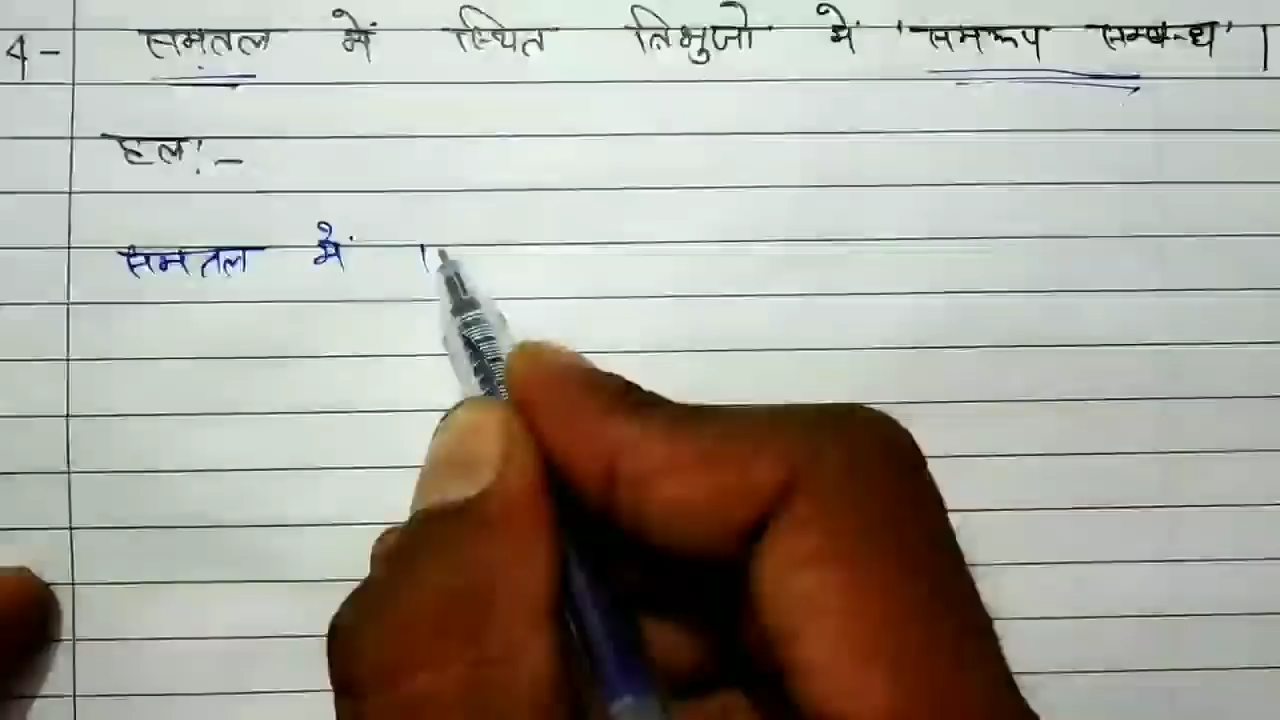 4- समतल में स्थित त्रिभुजो में 'समरूप सम्बन्ध' |
हल:-
समतल में